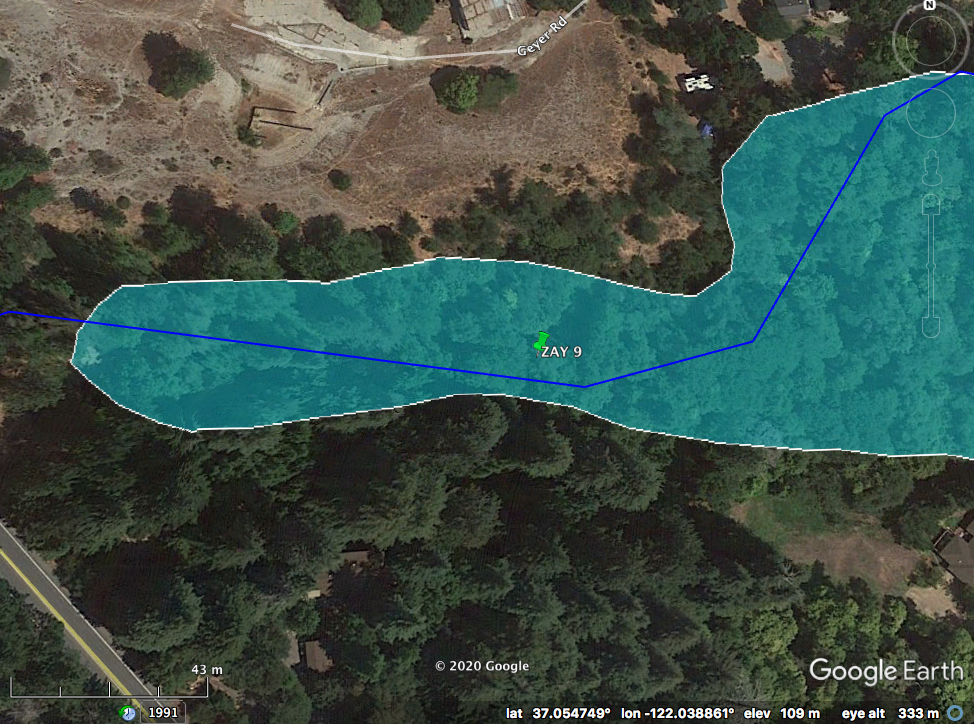 N
Geyer Rd
ZAY 9
43 m
© 2020 Google
Google Earth
1991
lat 37.054749° lon -122.038861° elev 109 m eye alt 333 m